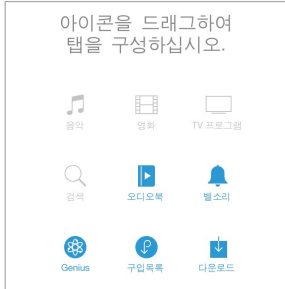 아이콘을 드래그하여
탭을 구성하십시오.
음악
영화
TV 프로그램
검색
오디오북
벨소리
Genius
구입목록
다운로드